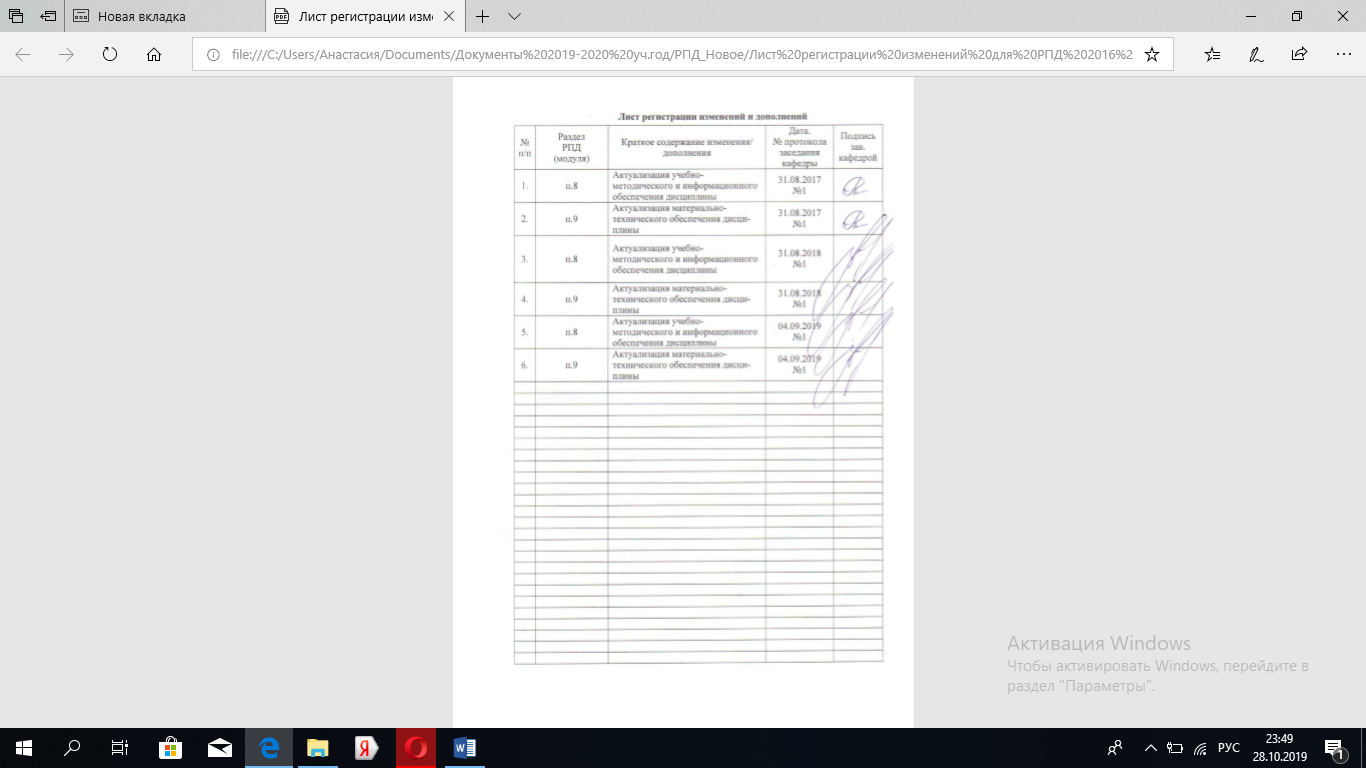 Новая вкладка
Лист регистрации изме
file:///C:/Users/Анастасия/Documents/Документы%202019-2020%20уч.год/РПД_Новое/Лист%20регистрации%20изменений%20для%20РПД%202016%2
Лист регистрации изменений и дополнений
№
п/п
Раздел
РПД
(модуля)
Краткое содержание изменения/
дополнения
Дата.
№ протокола
заседания
кафедры
Подпись
зав.
кафедрой
1.
п.8
Актуализация учебно-
методического и информационного
обеспечения дисциплины
31.08.2017
№1
2.
п.9
Актуализация материально-
технического обеспечения дисци-
плины
31.08.2017
№1
3.
п.8
Актуализация учебно-
методического и информационного
обеспечения дисциплины
31.08.2018
№1
4.
п.9
Актуализация материально-
технического обеспечения дисци-
плины
31.08.2018
№1
5.
п.8
Актуализация учебно-
методического и информационного
обеспечения дисциплины
04.09.2019
№1
6.
п.9
Актуализация материально-
технического обеспечения дисци-
плины
04.09.2019
№1
Активация Windows
Чтобы активировать Windows, перейдите в
раздел "Параметры".
РУС
23:49
28.10.2019
1